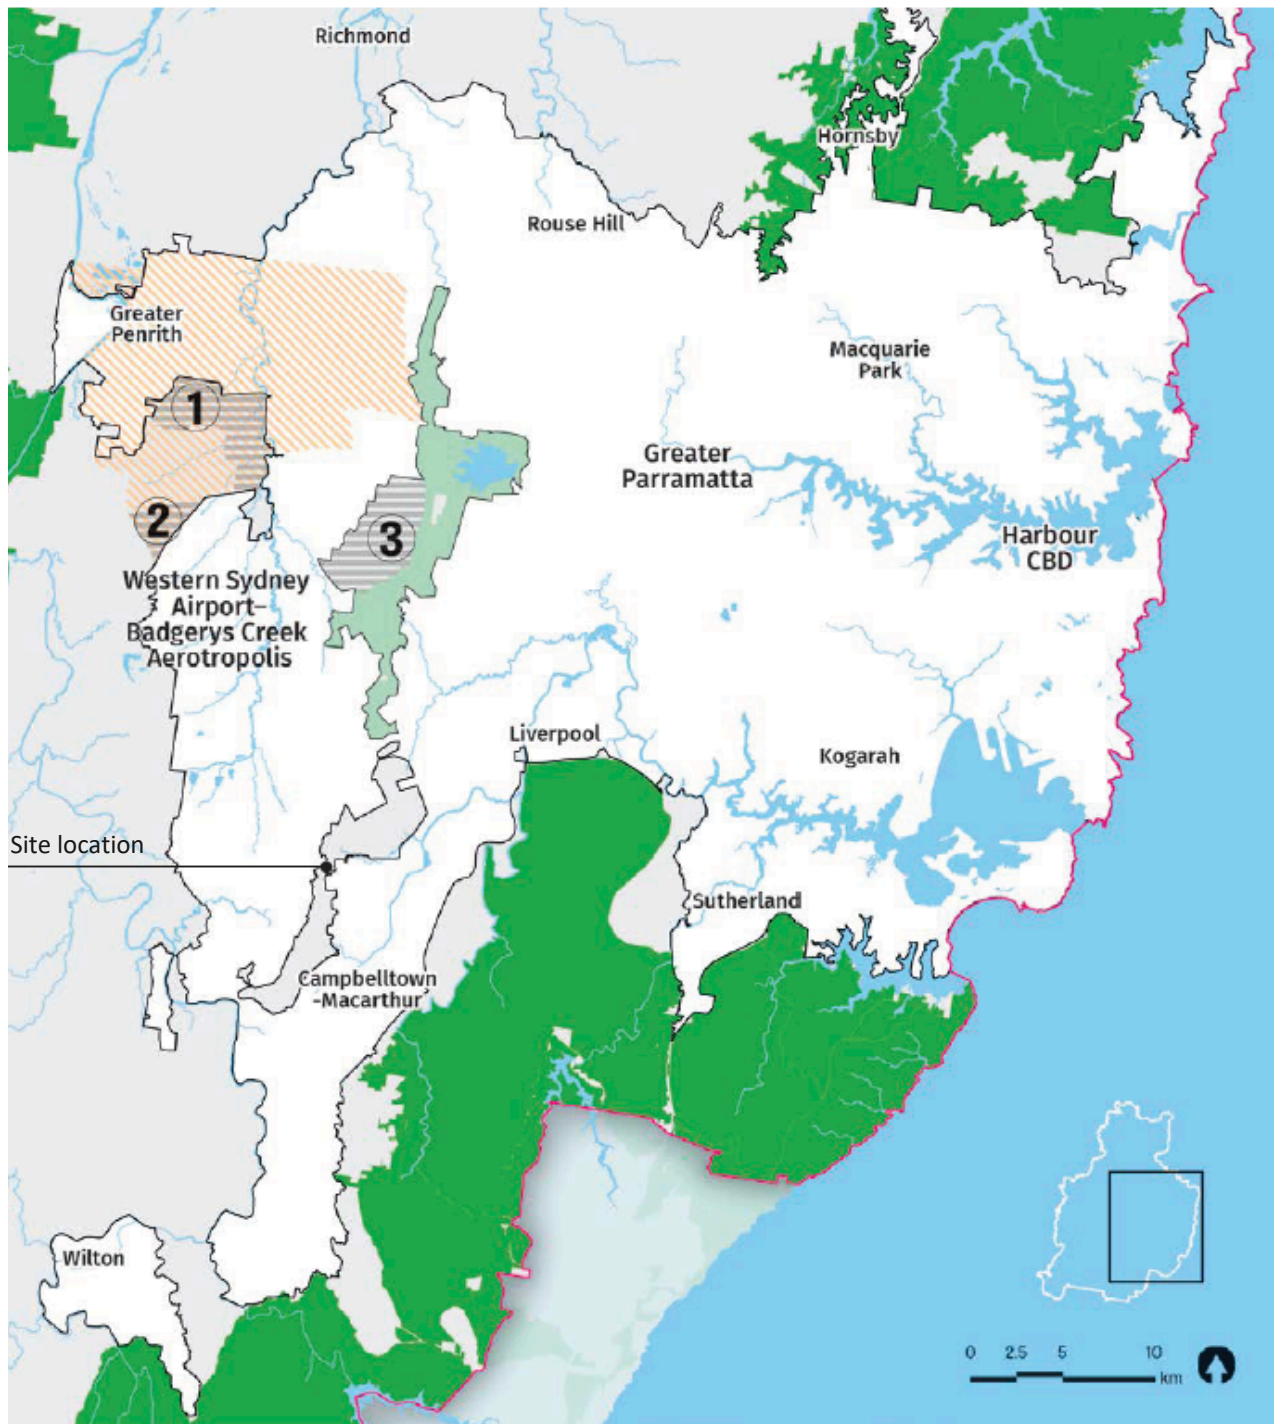 Richmond
Hornsby
Rouse Hill
Greater
Penrith
Macquarie
Park
1
Greater
Parramatta
2
3
Harbour
CBD
Western Sydney
Airport–
Badgerys Creek
Aerotropolis
Liverpool
Kogarah
Site location
Sutherland
Campbelltown
-Macarthur
Wilton
0 2.5 5 10
km